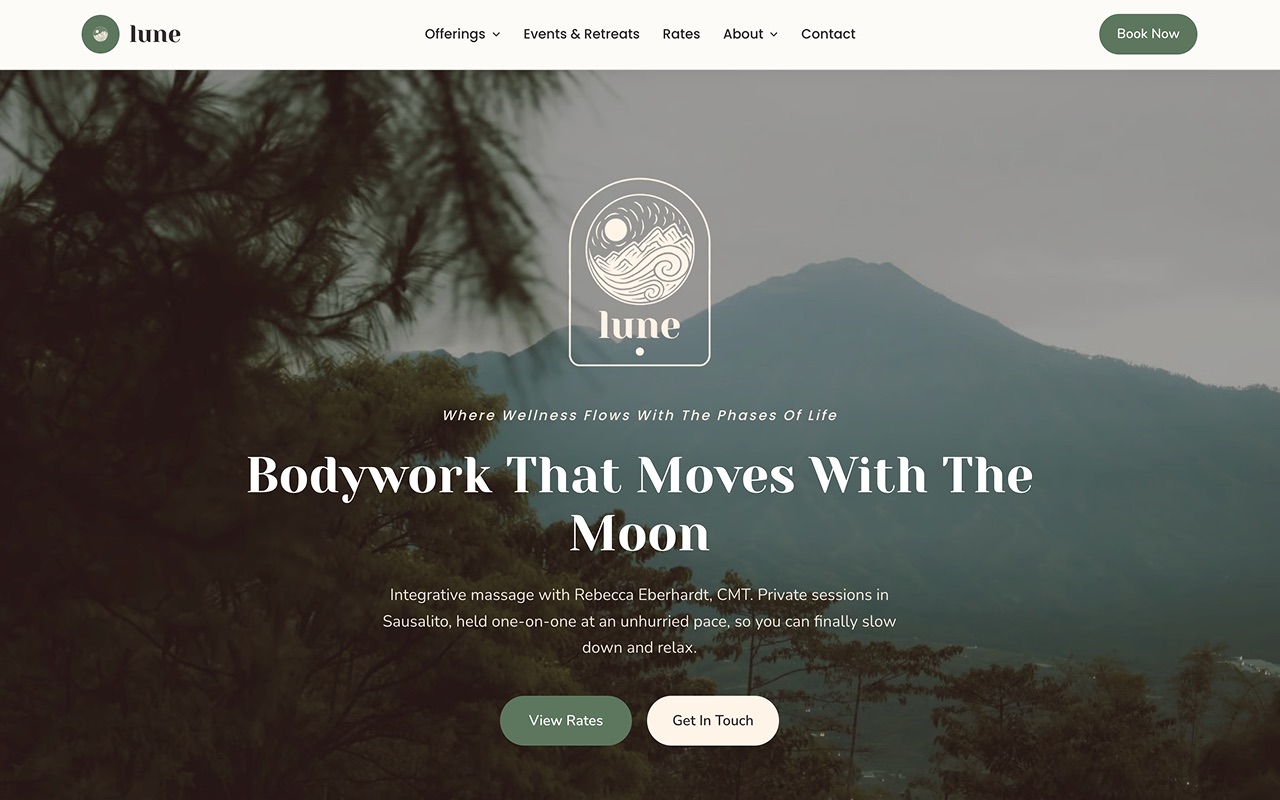 lune
Offerings
Events & Retreats
Rates
About
Contact
Book Now
lune
Where Wellness Flows With The Phases Of Life
Bodywork That Moves With The
Moon
Integrative massage with Rebecca Eberhardt, CMT. Private sessions in
Sausalito, held one-on-one at an unhurried pace, so you can finally slow
down and relax.
View Rates
Get In Touch